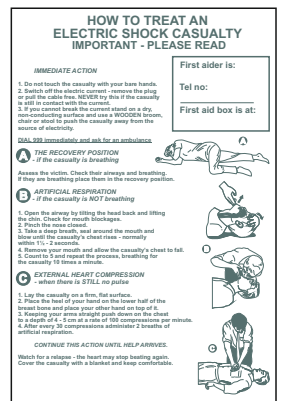 HOW TO TREAT AN
ELECTRIC SHOCK CASUALTY
IMPORTANT - PLEASE READ
IMMEDIATE ACTION
1. Do not touch the casualty with your bare hands.
2. Switch off the electric current - remove the plug
or pull the cable free. NEVER try this if the casualty
is still in contact with the current.
3. If you cannot break the current stand on a dry,
non-conducting surface and use a WOODEN broom,
chair or stool to push the casualty away from the
source of electricity.
First aider is:
Tel no:
First aid box is at:
DIAL 999 immediately and ask for an ambulance
A THE RECOVERY POSITION
- if the casualty is breathing
Assess the victim. Check their airways and breathing.
If they are breathing place them in the recovery position.
A
B ARTIFICIAL RESPIRATION
- if the casualty is NOT breathing
1. Open the airway by tilting the head back and lifting
the chin. Check for mouth blockages.
2. Pinch the nose closed.
3. Take a deep breath, seal around the mouth and
blow until the casualty's chest rises - normally
within 1½ - 2 seconds.
4. Remove your mouth and allow the casualty's chest to fall.
5. Count to 5 and repeat the process, breathing for
the casualty 10 times a minute.
B
C EXTERNAL HEART COMPRESSION
- when there is STILL no pulse
1. Lay the casualty on a firm, flat surface.
2. Place the heel of your hand on the lower half of the
breast bone and place your other hand on top of it.
3. Keeping your arms straight push down on the chest
to a depth of 4 - 5 cm at a rate of 100 compressions per minute.
4. After every 30 compressions administer 2 breaths of
artificial respiration.
C
CONTINUE THIS ACTION UNTIL HELP ARRIVES.
Watch for a relapse - the heart may stop beating again.
Cover the casualty with a blanket and keep comfortable.